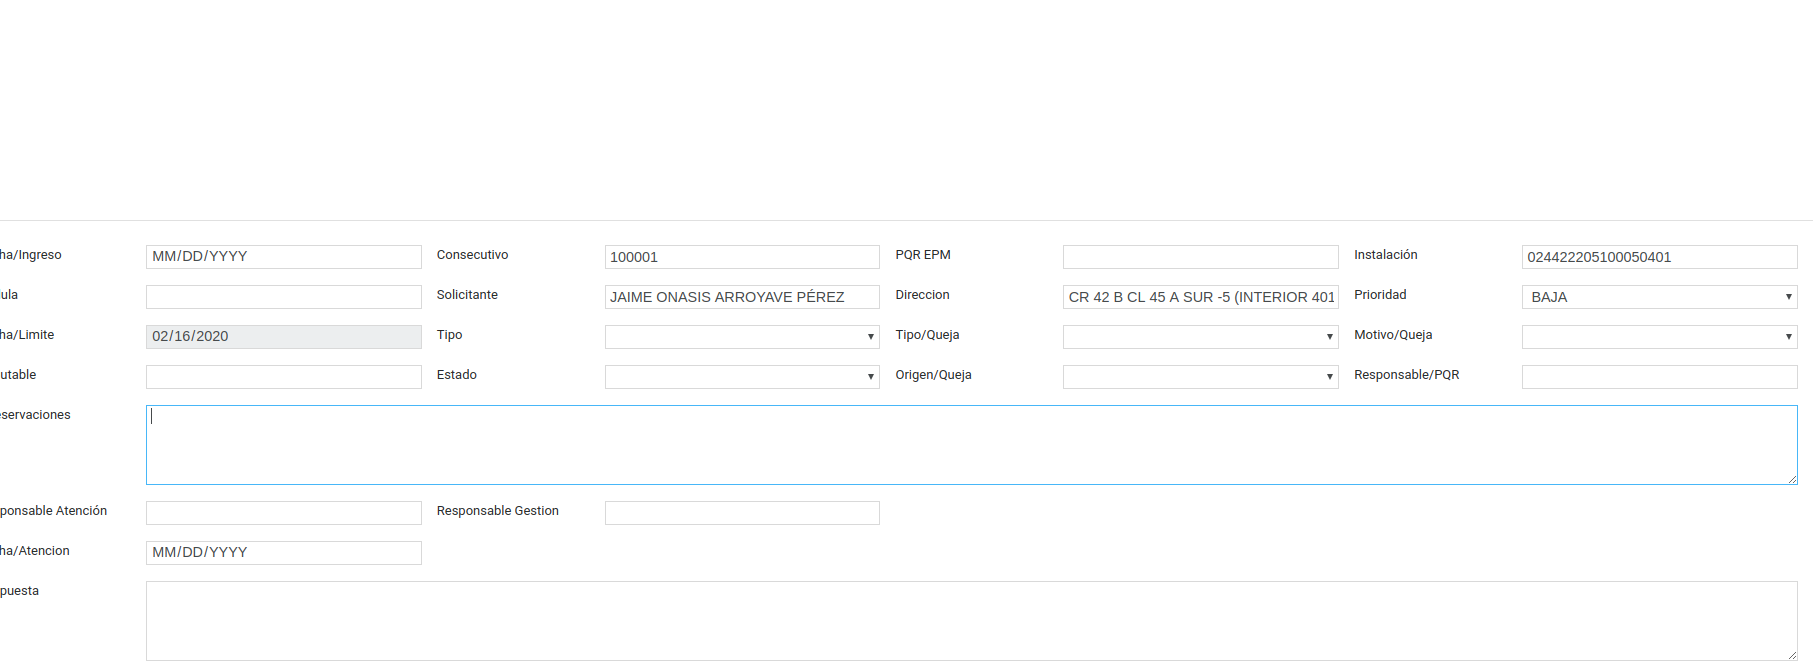 ha/Ingreso MM/DD/YYYY Consecutivo 100001 PQR EPM Instalación 024422205100050401
ula Solicitante JAIME ONASIS ARROYAVE PÉREZ Direccion CR 42 B CL 45 A SUR -5 (INTERIOR 401 Prioridad BAJA
ha/Limite 02/16/2020 Tipo Tipo/Queja Motivo/Queja
utable Estado Origen/Queja Responsable/PQR
servaciones
ponsable Atención Responsable Gestion
ha/Atencion MM/DD/YYYY
puesta